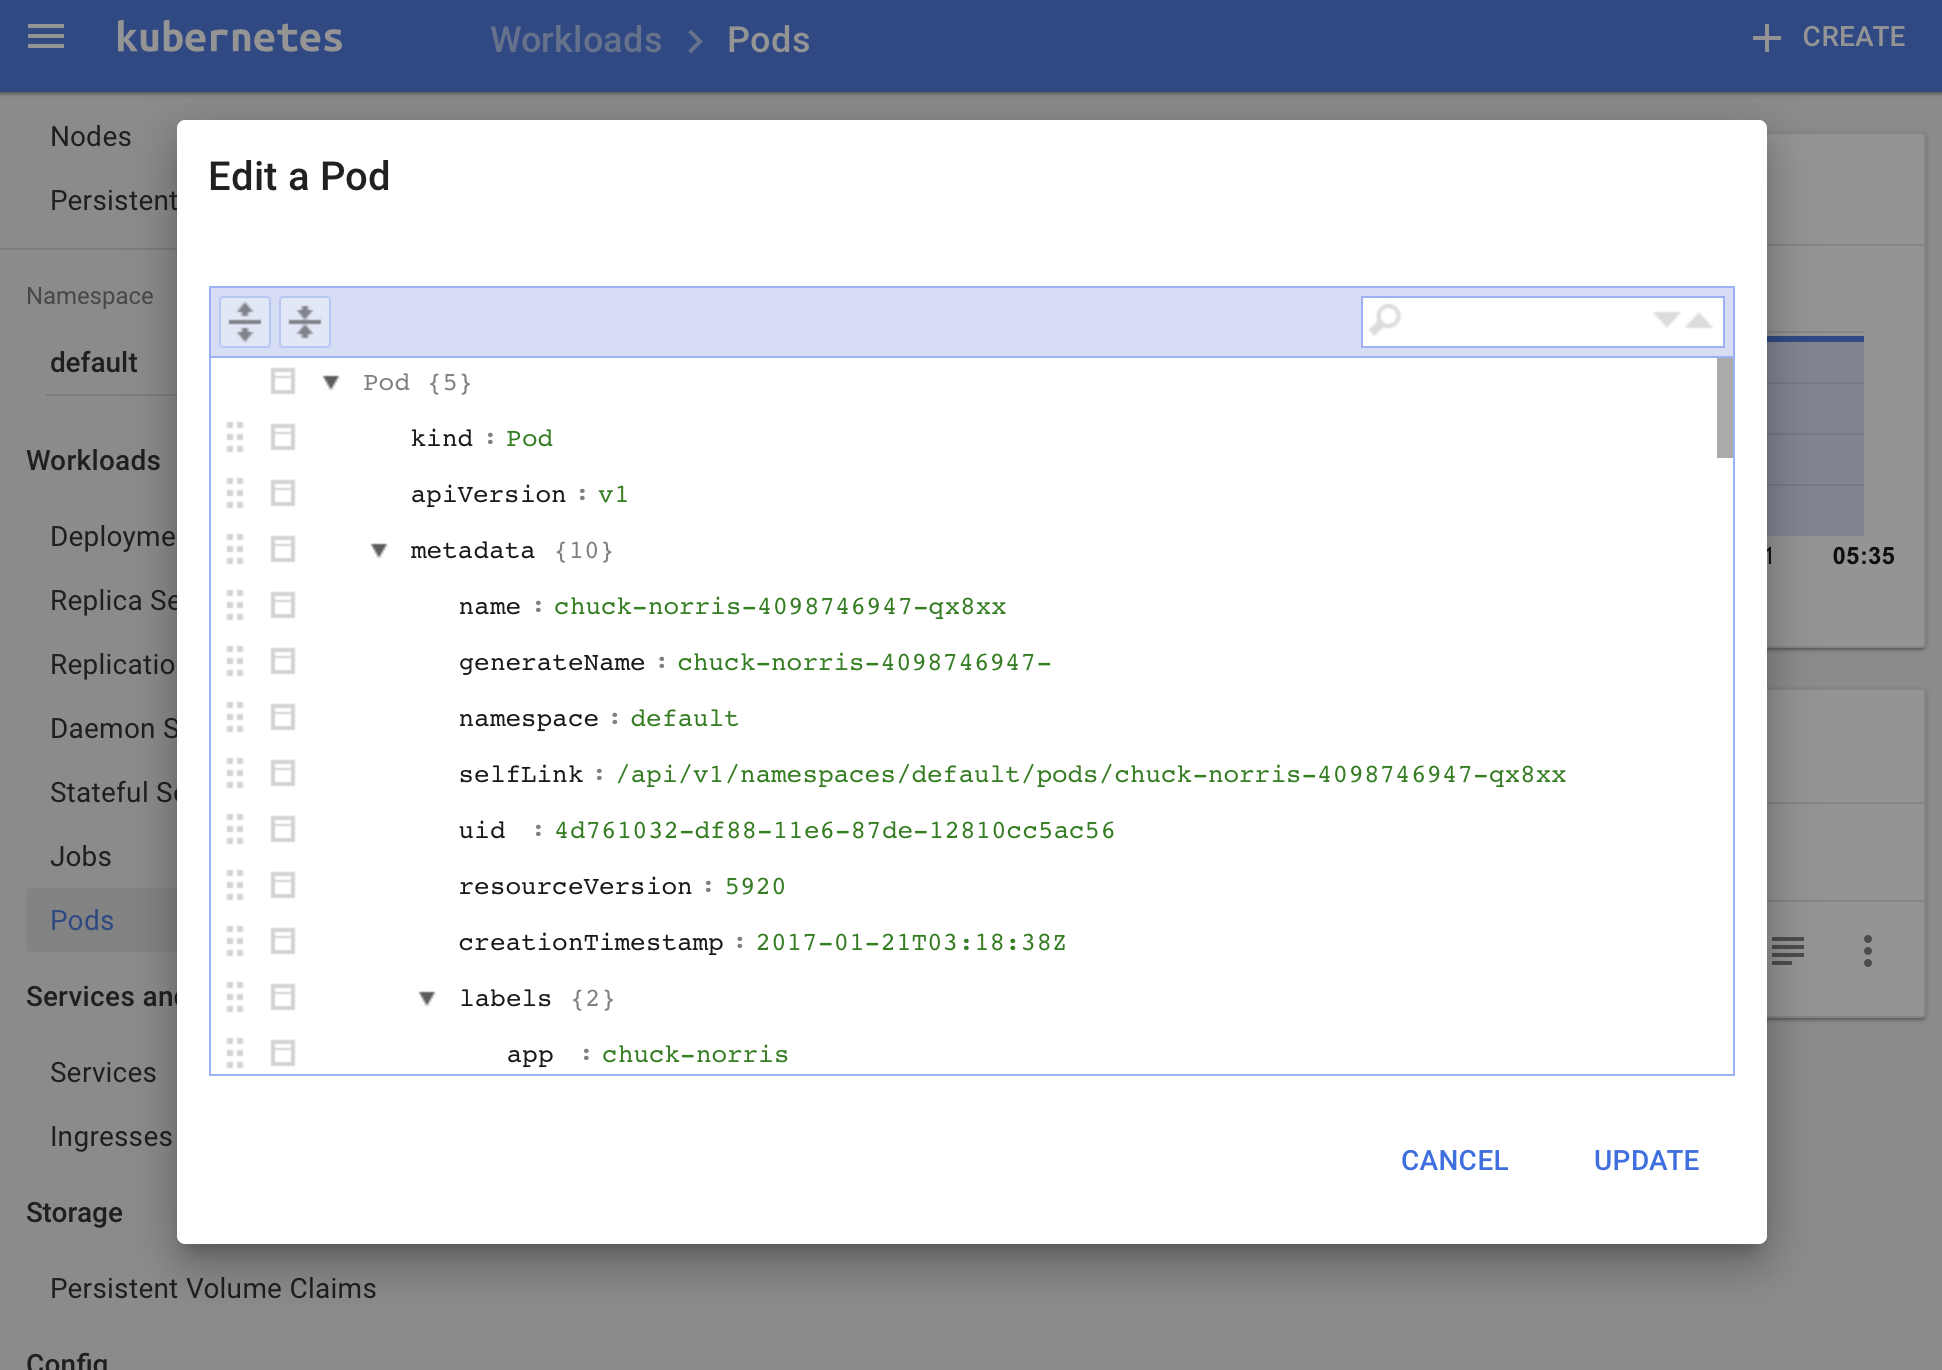 kubernetes
Workloads > Pods
+ CREATE
Nodes
Persistent
Namespace
default
Workloads
Deployme
Replica Se
Replicatio
Daemon S
Stateful Se
Jobs
Pods
Services and
Services
Ingresses
Storage
Persistent Volume Claims
Config
Edit a Pod
Pod {5}
kind : Pod
apiVersion : v1
metadata {10}
name : chuck-norris-4098746947-qx8xx
generateName : chuck-norris-4098746947-
namespace : default
selfLink : /api/v1/namespaces/default/pods/chuck-norris-4098746947-qx8xx
uid : 4d761032-df88-11e6-87de-12810cc5ac56
resourceVersion : 5920
creationTimestamp : 2017-01-21T03:18:38Z
labels {2}
app : chuck-norris
CANCEL
UPDATE
05:35